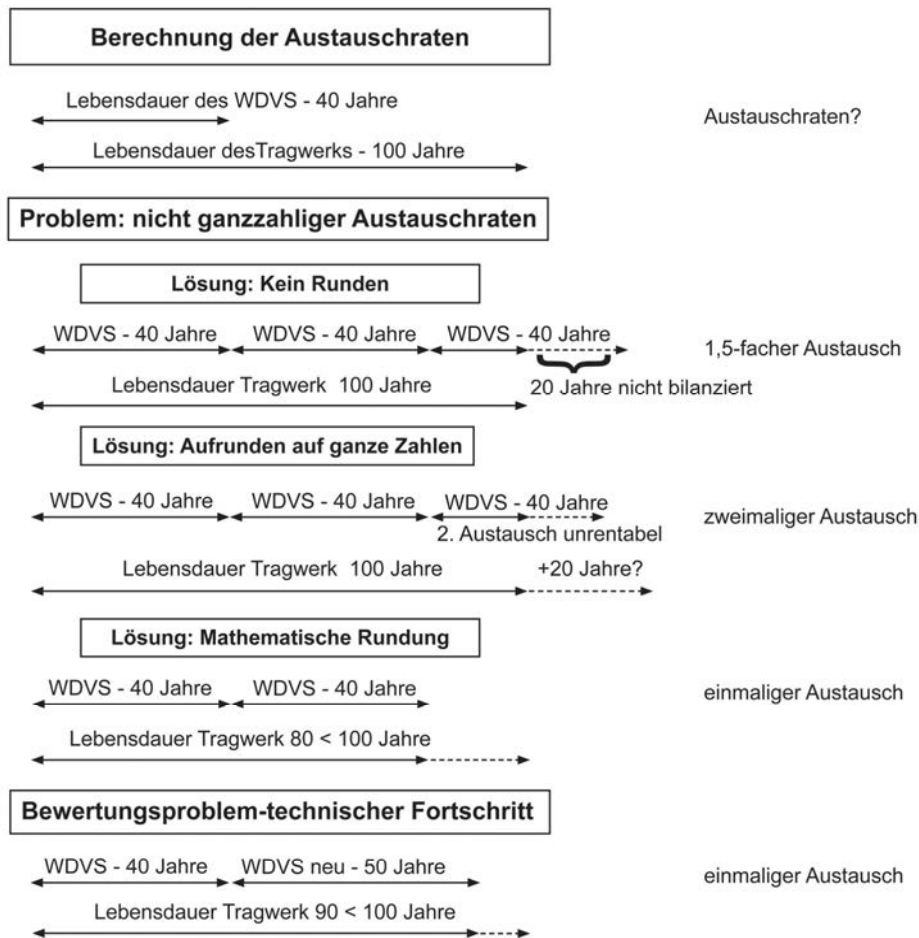 Berechnung der Austauschraten
Lebensdauer des WDVS - 40 Jahre
Austauschraten?
Lebensdauer desTragwerks - 100 Jahre
Problem: nicht ganzzahliger Austauschraten
Lösung: Kein Runden
WDVS - 40 Jahre WDVS - 40 Jahre WDVS - 40 Jahre
1,5-facher Austausch
Lebensdauer Tragwerk 100 Jahre 20 Jahre nicht bilanziert
Lösung: Aufrunden auf ganze Zahlen
WDVS - 40 Jahre WDVS - 40 Jahre WDVS - 40 Jahre
zweimaliger Austausch
2. Austausch unrentabel
Lebensdauer Tragwerk 100 Jahre +20 Jahre?
Lösung: Mathematische Rundung
WDVS - 40 Jahre WDVS - 40 Jahre
einmaliger Austausch
Lebensdauer Tragwerk 80 < 100 Jahre
Bewertungsproblem-technischer Fortschritt
WDVS - 40 Jahre WDVS neu - 50 Jahre
einmaliger Austausch
Lebensdauer Tragwerk 90 < 100 Jahre